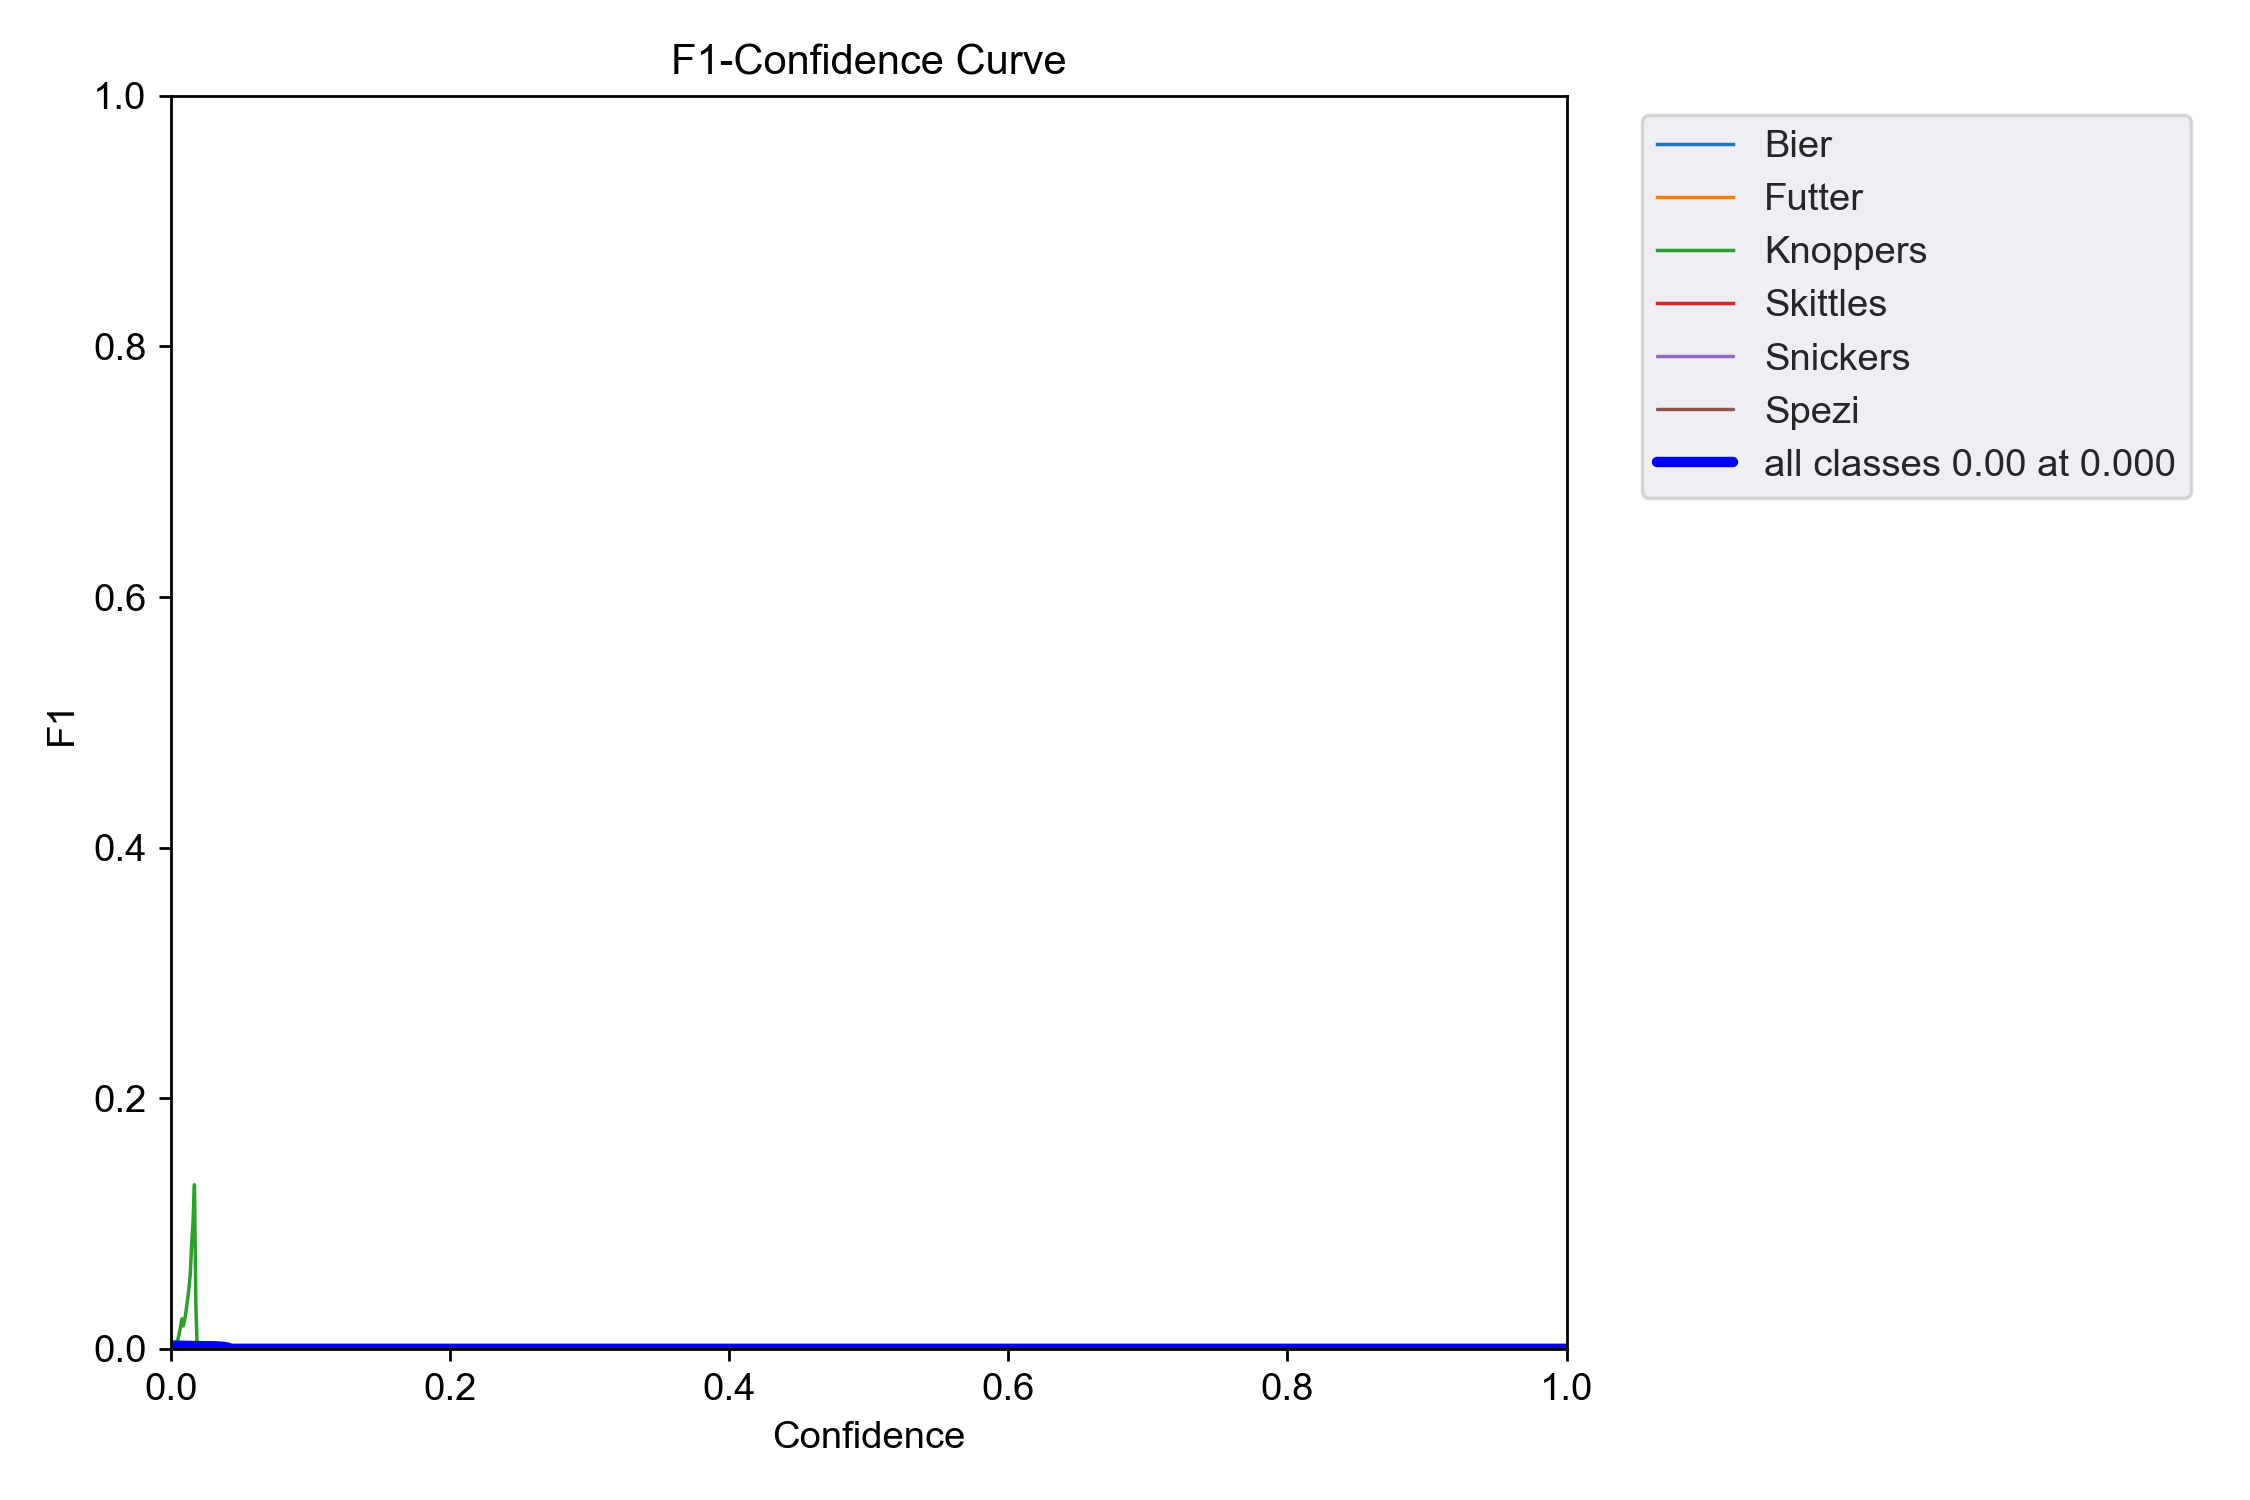 F1-Confidence Curve
1.0
0.8
0.6
0.4
0.2
0.0
F1
0.0 0.2 0.4 0.6 0.8 1.0
Confidence
Bier
Futter
Knoppers
Skittles
Snickers
Spezi
all classes 0.00 at 0.000